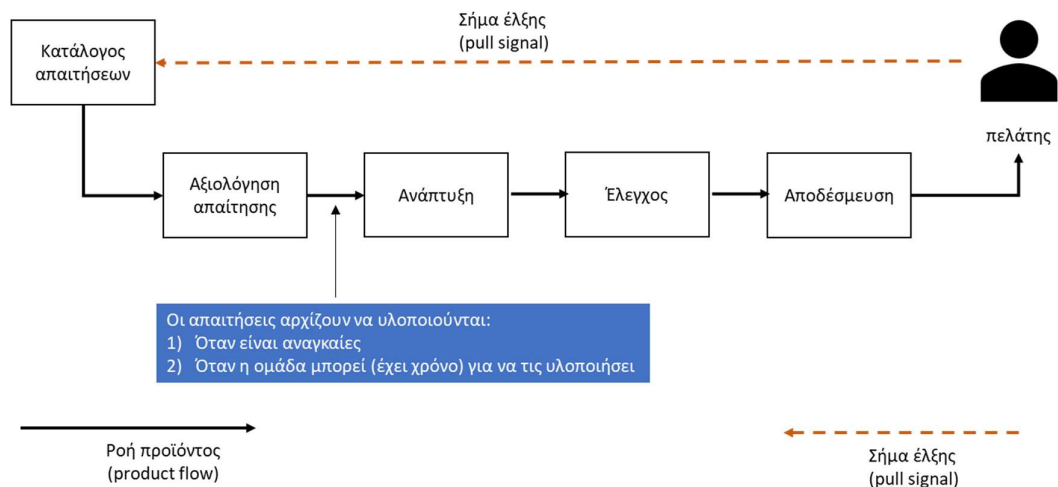 Σήμα έλξης
(pull signal)
Κατάλογος
απαιτήσεων
πελάτης
Αξιολόγηση
απαίτησης
Ανάπτυξη
Έλεγχος
Αποδέσμευση
Οι απαιτήσεις αρχίζουν να υλοποιούνται:
1) Όταν είναι αναγκαίες
2) Όταν η ομάδα μπορεί (έχει χρόνο) για να τις υλοποιήσει
Ροή προϊόντος
(product flow)
Σήμα έλξης
(pull signal)